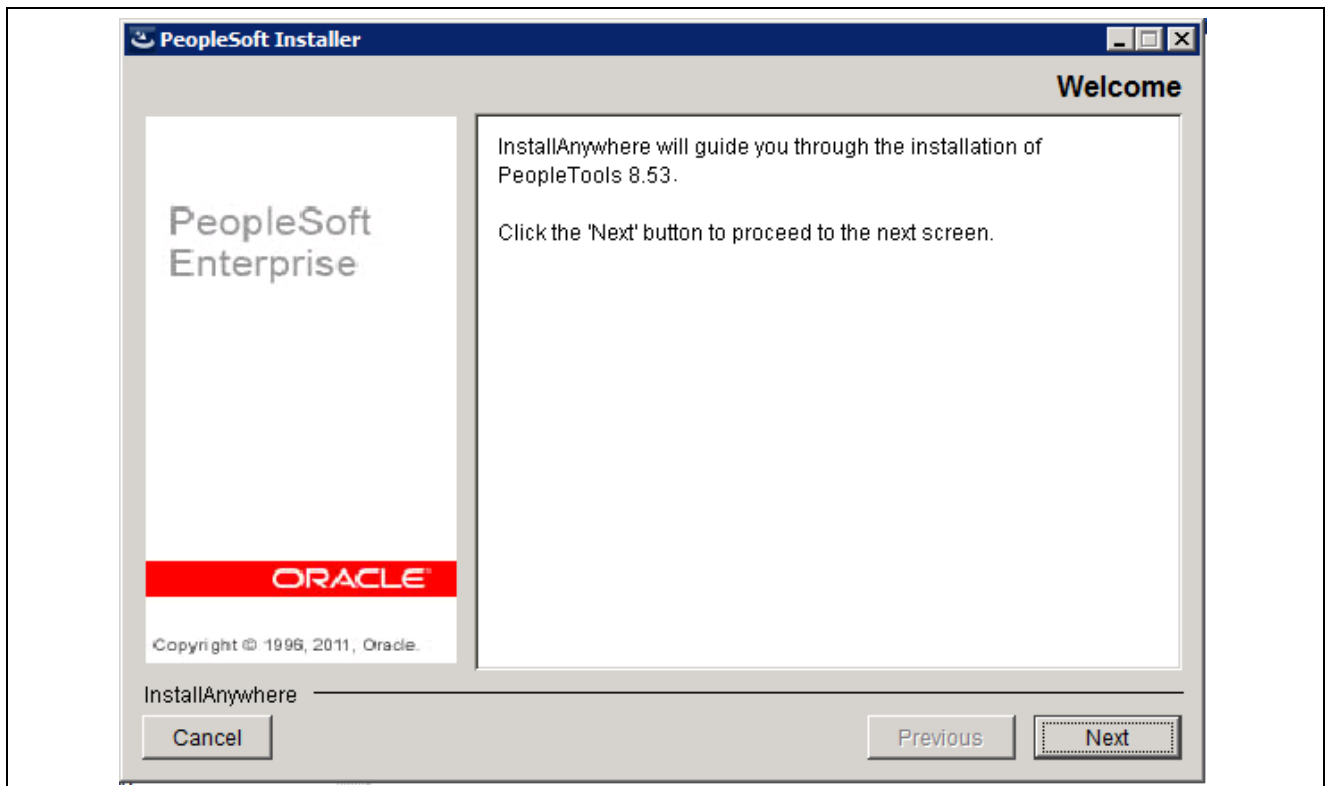 PeopleSoft Installer
Welcome
InstallAnywhere will guide you through the installation of
PeopleTools 8.53.
Click the 'Next' button to proceed to the next screen.
PeopleSoft
Enterprise
ORACLE
Copyright © 1996, 2011, Oracle.
InstallAnywhere
Cancel
Previous
Next